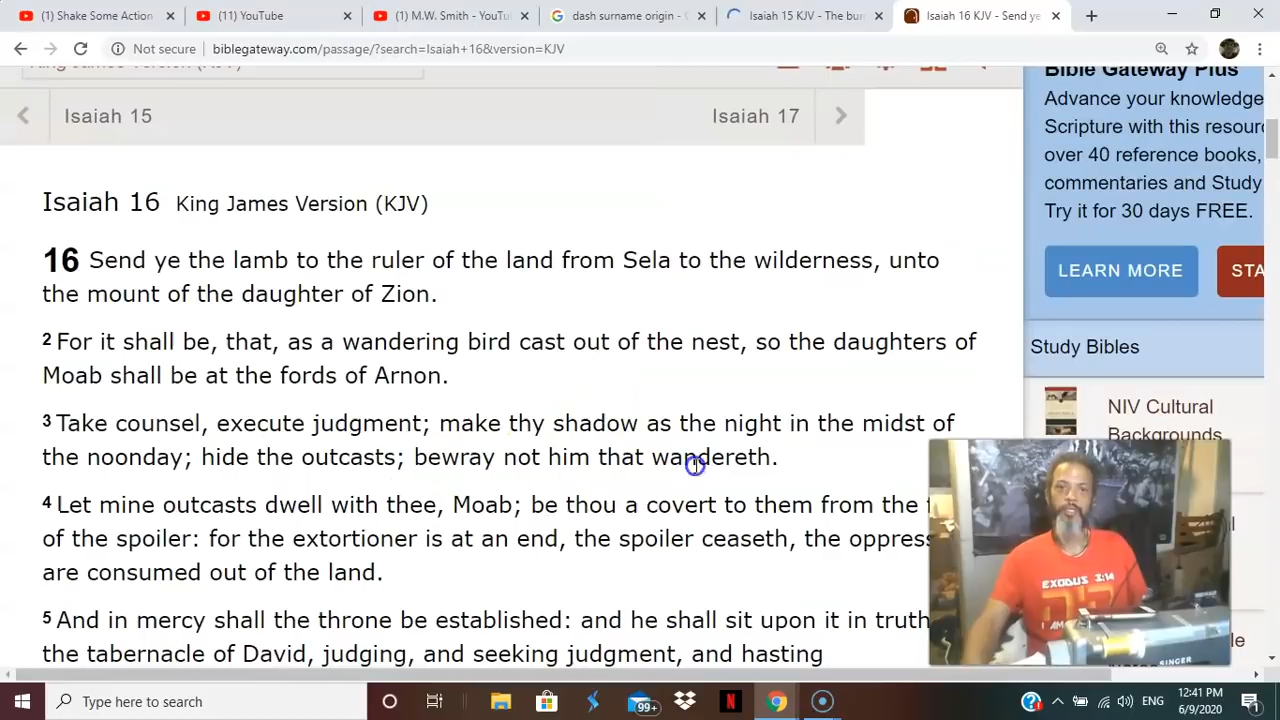 (1) Shake Some Action
(11) YouTube
(1) M.W. Smith - YouT
dash surname origin -
Isaiah 15 KJV - The bur
Isaiah 16 KJV - Send ye
Not secure
biblegateway.com/passage/?search=Isaiah+16&version=KJV
Bible Gateway Plus
Isaiah 15
Isaiah 17
Advance your knowledge
Scripture with this resour
over 40 reference books,
commentaries and Study
Try it for 30 days FREE.
LEARN MORE
STA
Isaiah 16 King James Version (KJV)
16 Send ye the lamb to the ruler of the land from Sela to the wilderness, unto
the mount of the daughter of Zion.
2 For it shall be, that, as a wandering bird cast out of the nest, so the daughters of
Moab shall be at the fords of Arnon.
Study Bibles
NIV Cultural
Backgrounds
3 Take counsel, execute judgment; make thy shadow as the night in the midst of
the noonday; hide the outcasts; bewray not him that wandereth.
4 Let mine outcasts dwell with thee, Moab; be thou a covert to them from the
of the spoiler: for the extortioner is at an end, the spoiler ceaseth, the oppress
are consumed out of the land.
5 And in mercy shall the throne be established: and he shall sit upon it in truth
the tabernacle of David, judging, and seeking judgment, and hasting
EXODUS 3:14
I AM
SINGER
Type here to search
99+
N
12:41 PM
6/9/2020